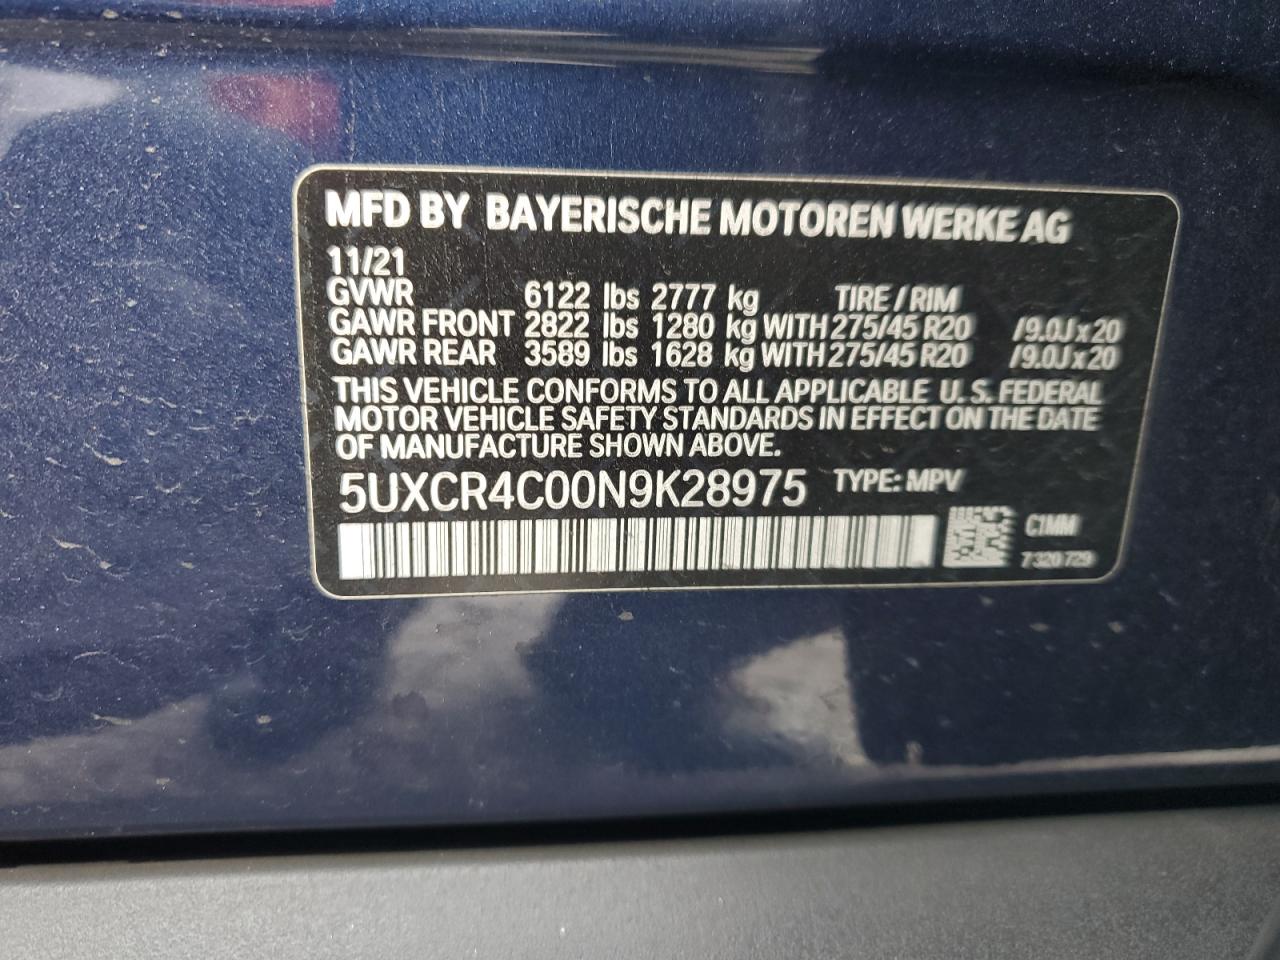 MFD BY BAYERISCHE MOTOREN WERKE AG
11/21
GVWR 6122 lbs 2777 kg TIRE / RIM
GAWR FRONT 2822 lbs 1280 kg WITH 275/45 R20 /9.0J x 20
GAWR REAR 3589 lbs 1628 kg WITH 275/45 R20 /9.0J x 20
THIS VEHICLE CONFORMS TO ALL APPLICABLE U. S. FEDERAL
MOTOR VEHICLE SAFETY STANDARDS IN EFFECT ON THE DATE
OF MANUFACTURE SHOWN ABOVE.
5UXCR4C00N9K28975 TYPE: MPV
C1MM
7320729